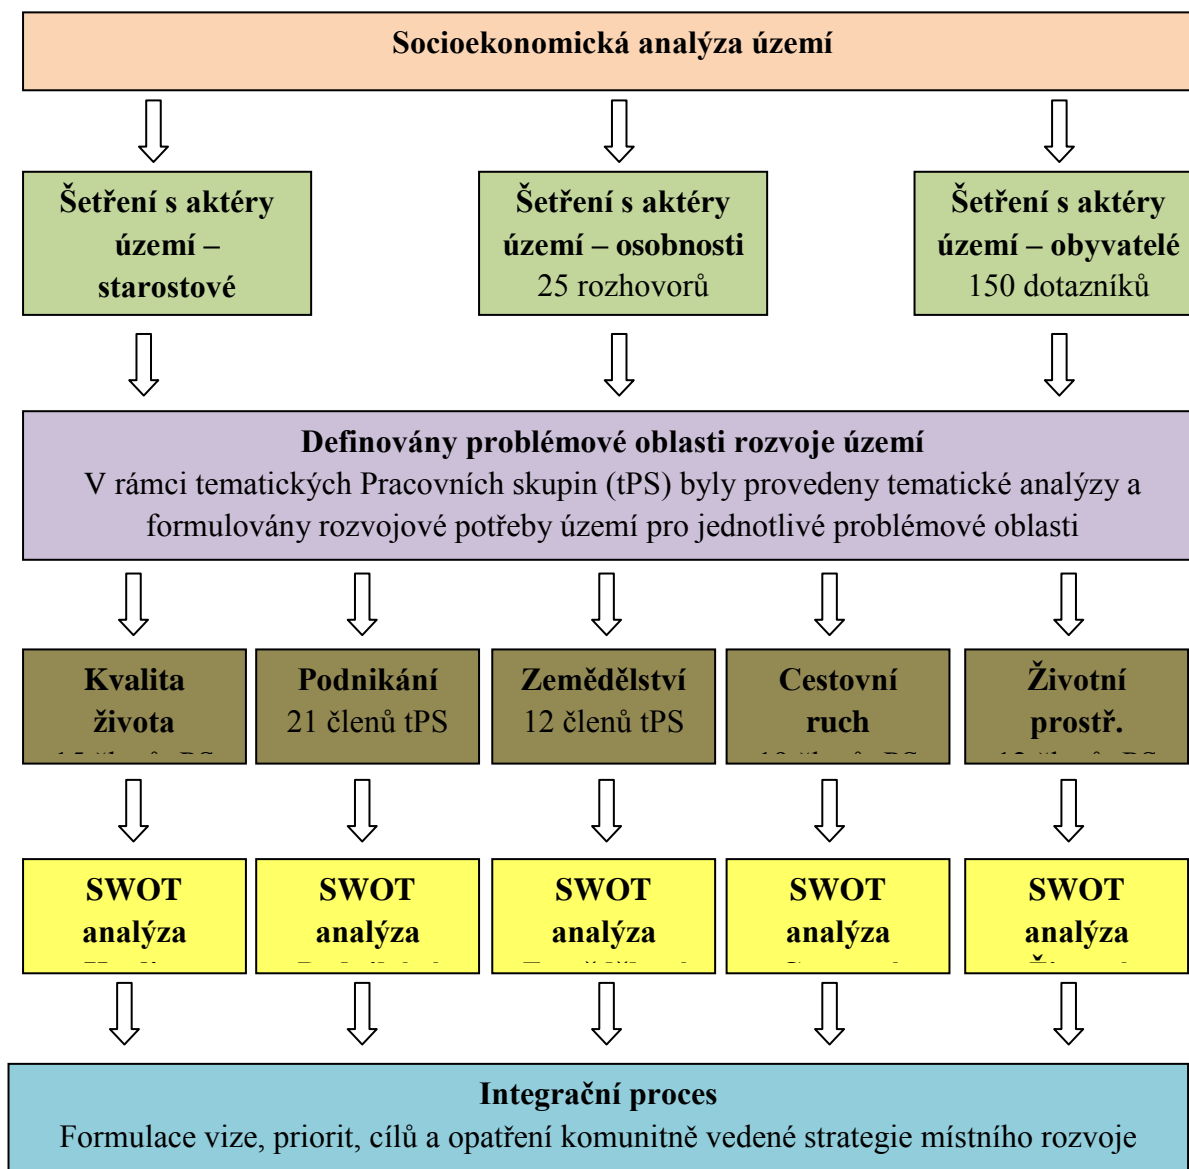 Socioekonomická analýza území
Šetření s aktéry
území –
starostové
Šetření s aktéry
území – osobnosti
25 rozhovorů
Šetření s aktéry
území – obyvatelé
150 dotazníků
Definovány problémové oblasti rozvoje území
V rámci tematických Pracovních skupin (tPS) byly provedeny tematické analýzy a
formulovány rozvojové potřeby území pro jednotlivé problémové oblasti
Kvalita
života
Podnikání
21 členů tPS
Zemědělství
12 členů tPS
Cestovní
ruch
Životní
prostř.
SWOT
analýza
SWOT
analýza
SWOT
analýza
SWOT
analýza
SWOT
analýza
Integrační proces
Formulace vize, priorit, cílů a opatření komunitně vedené strategie místního rozvoje